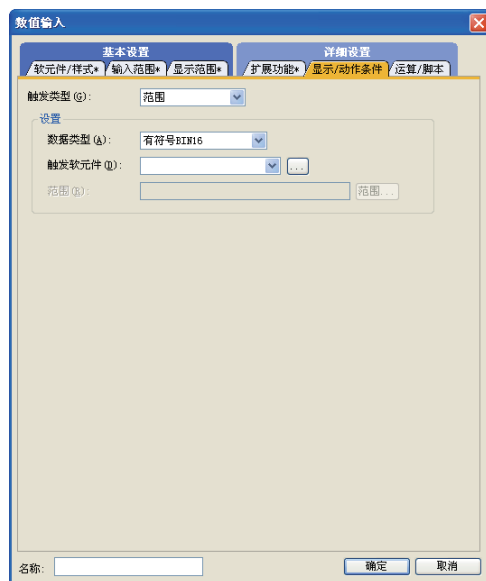 数值输入
基本设置
详细设置
软元件/样式* 输入范围* 显示范围* 扩展功能* 显示/动作条件 运算/脚本
触发类型(G): 范围
设置
数据类型(A): 有符号BIN16
触发软元件(D): ...
范围(R): 范围...
名称: 确定 取消